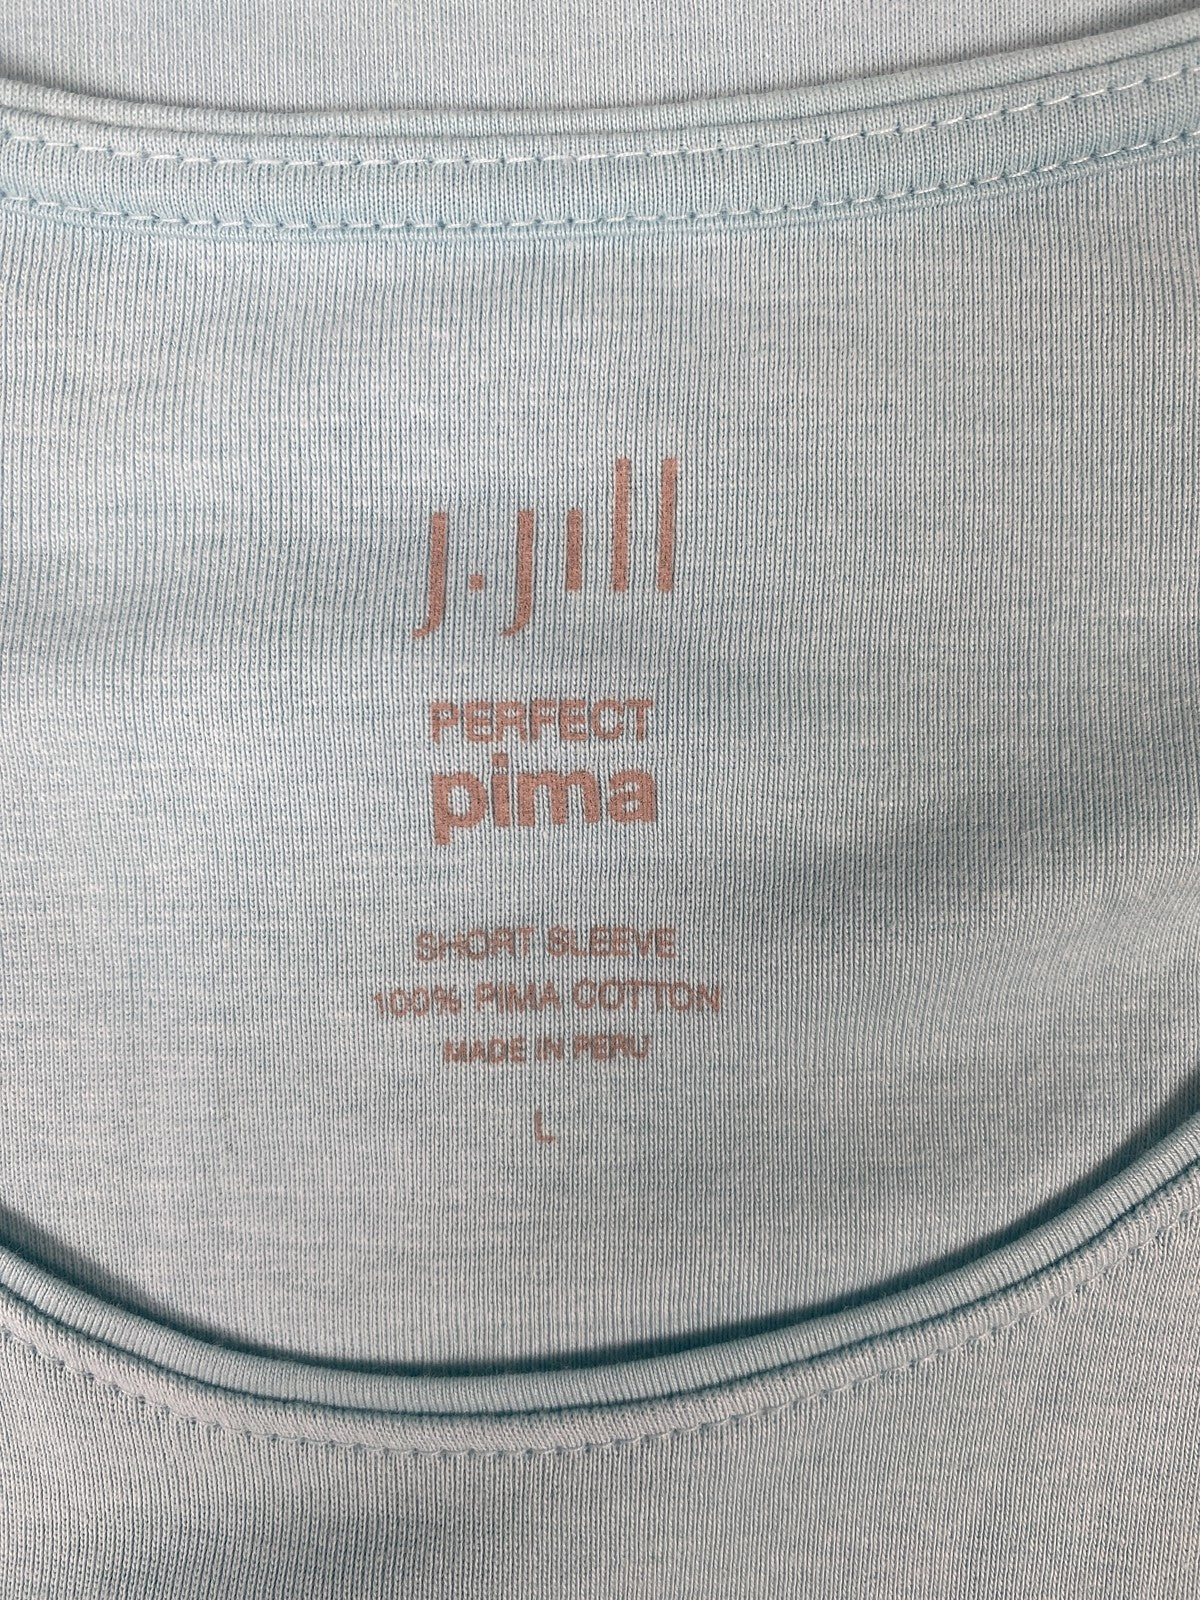 J.Jill
PERFECT
pima
SHORT SLEEVE
100% PIMA COTTON
MADE IN PERU
L